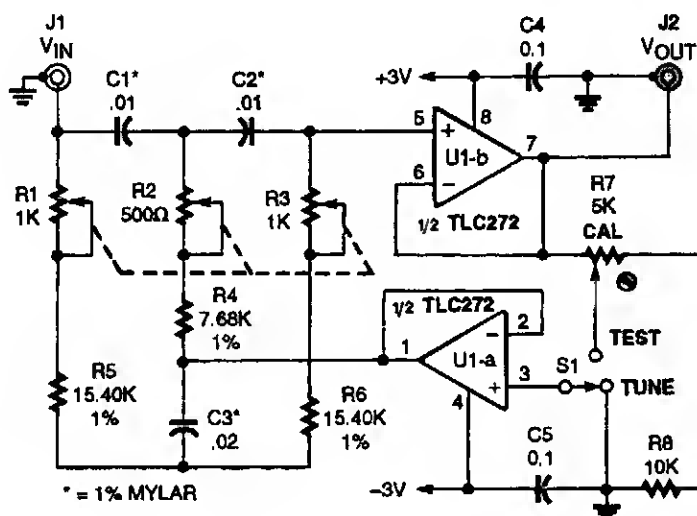 J1
VIN
C1*
.01
C2*
.01
C4
0.1
J2
VOUT
+3V
8
5
+
U1-b
7
6
−
1/2 TLC272
R1
1K
R2
500Ω
R3
1K
R7
5K
CAL
R4
7.68K
1%
1/2 TLC272
1
−
2
U1-a
+
3
4
S1
TEST
TUNE
R5
15.40K
1%
C3*
.02
R6
15.40K
1%
C5
0.1
R8
10K
−3V
* = 1% MYLAR